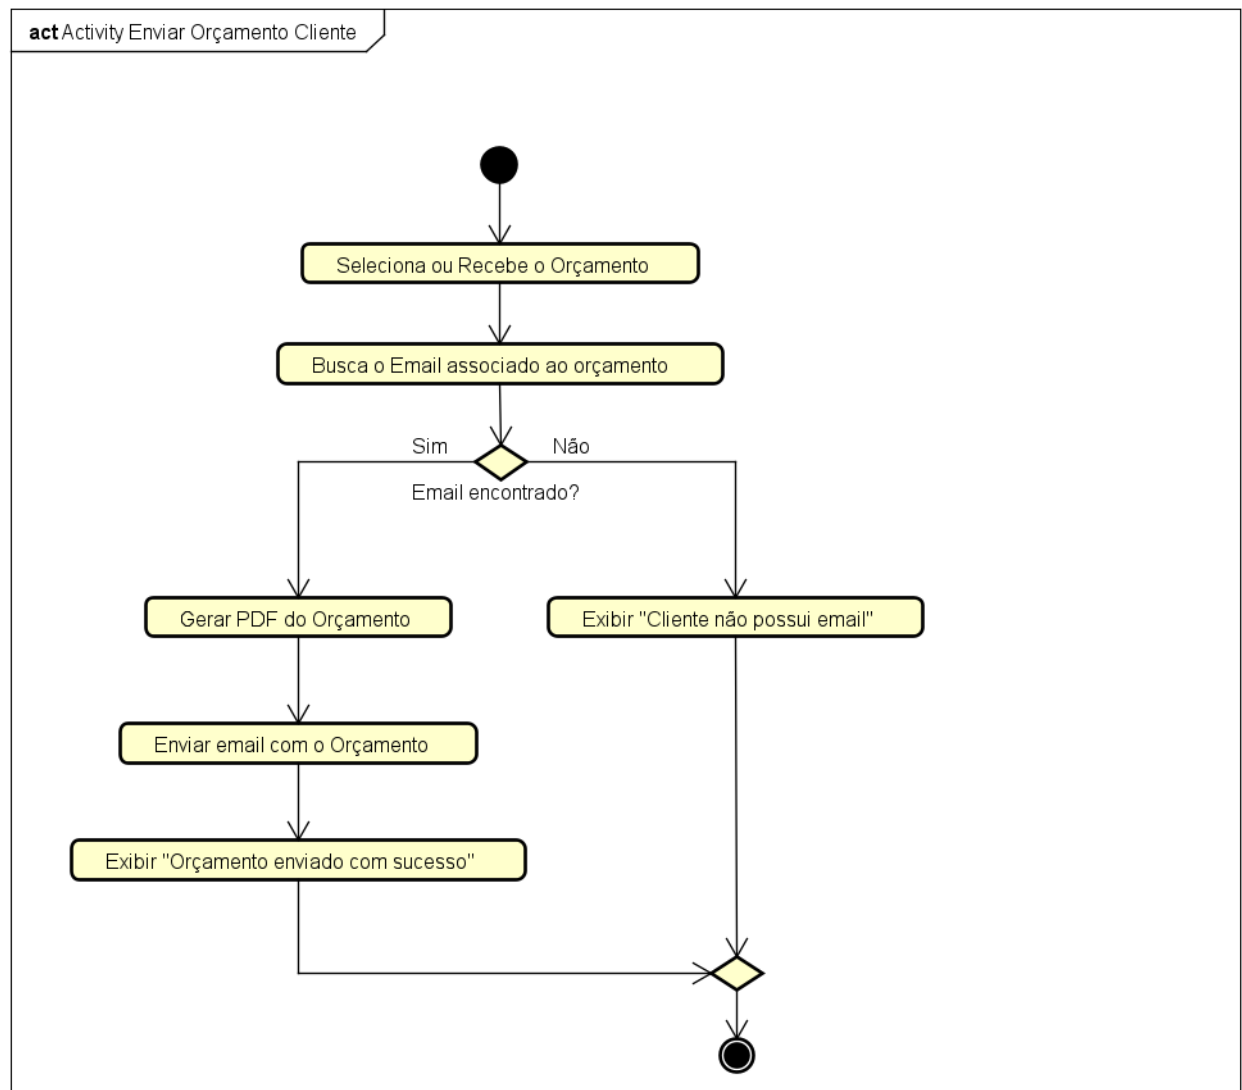 act Activity Enviar Orçamento Cliente
Seleciona ou Recebe o Orçamento
Busca o Email associado ao orçamento
Sim
Não
Email encontrado?
Gerar PDF do Orçamento
Exibir "Cliente não possui email"
Enviar email com o Orçamento
Exibir "Orçamento enviado com sucesso"